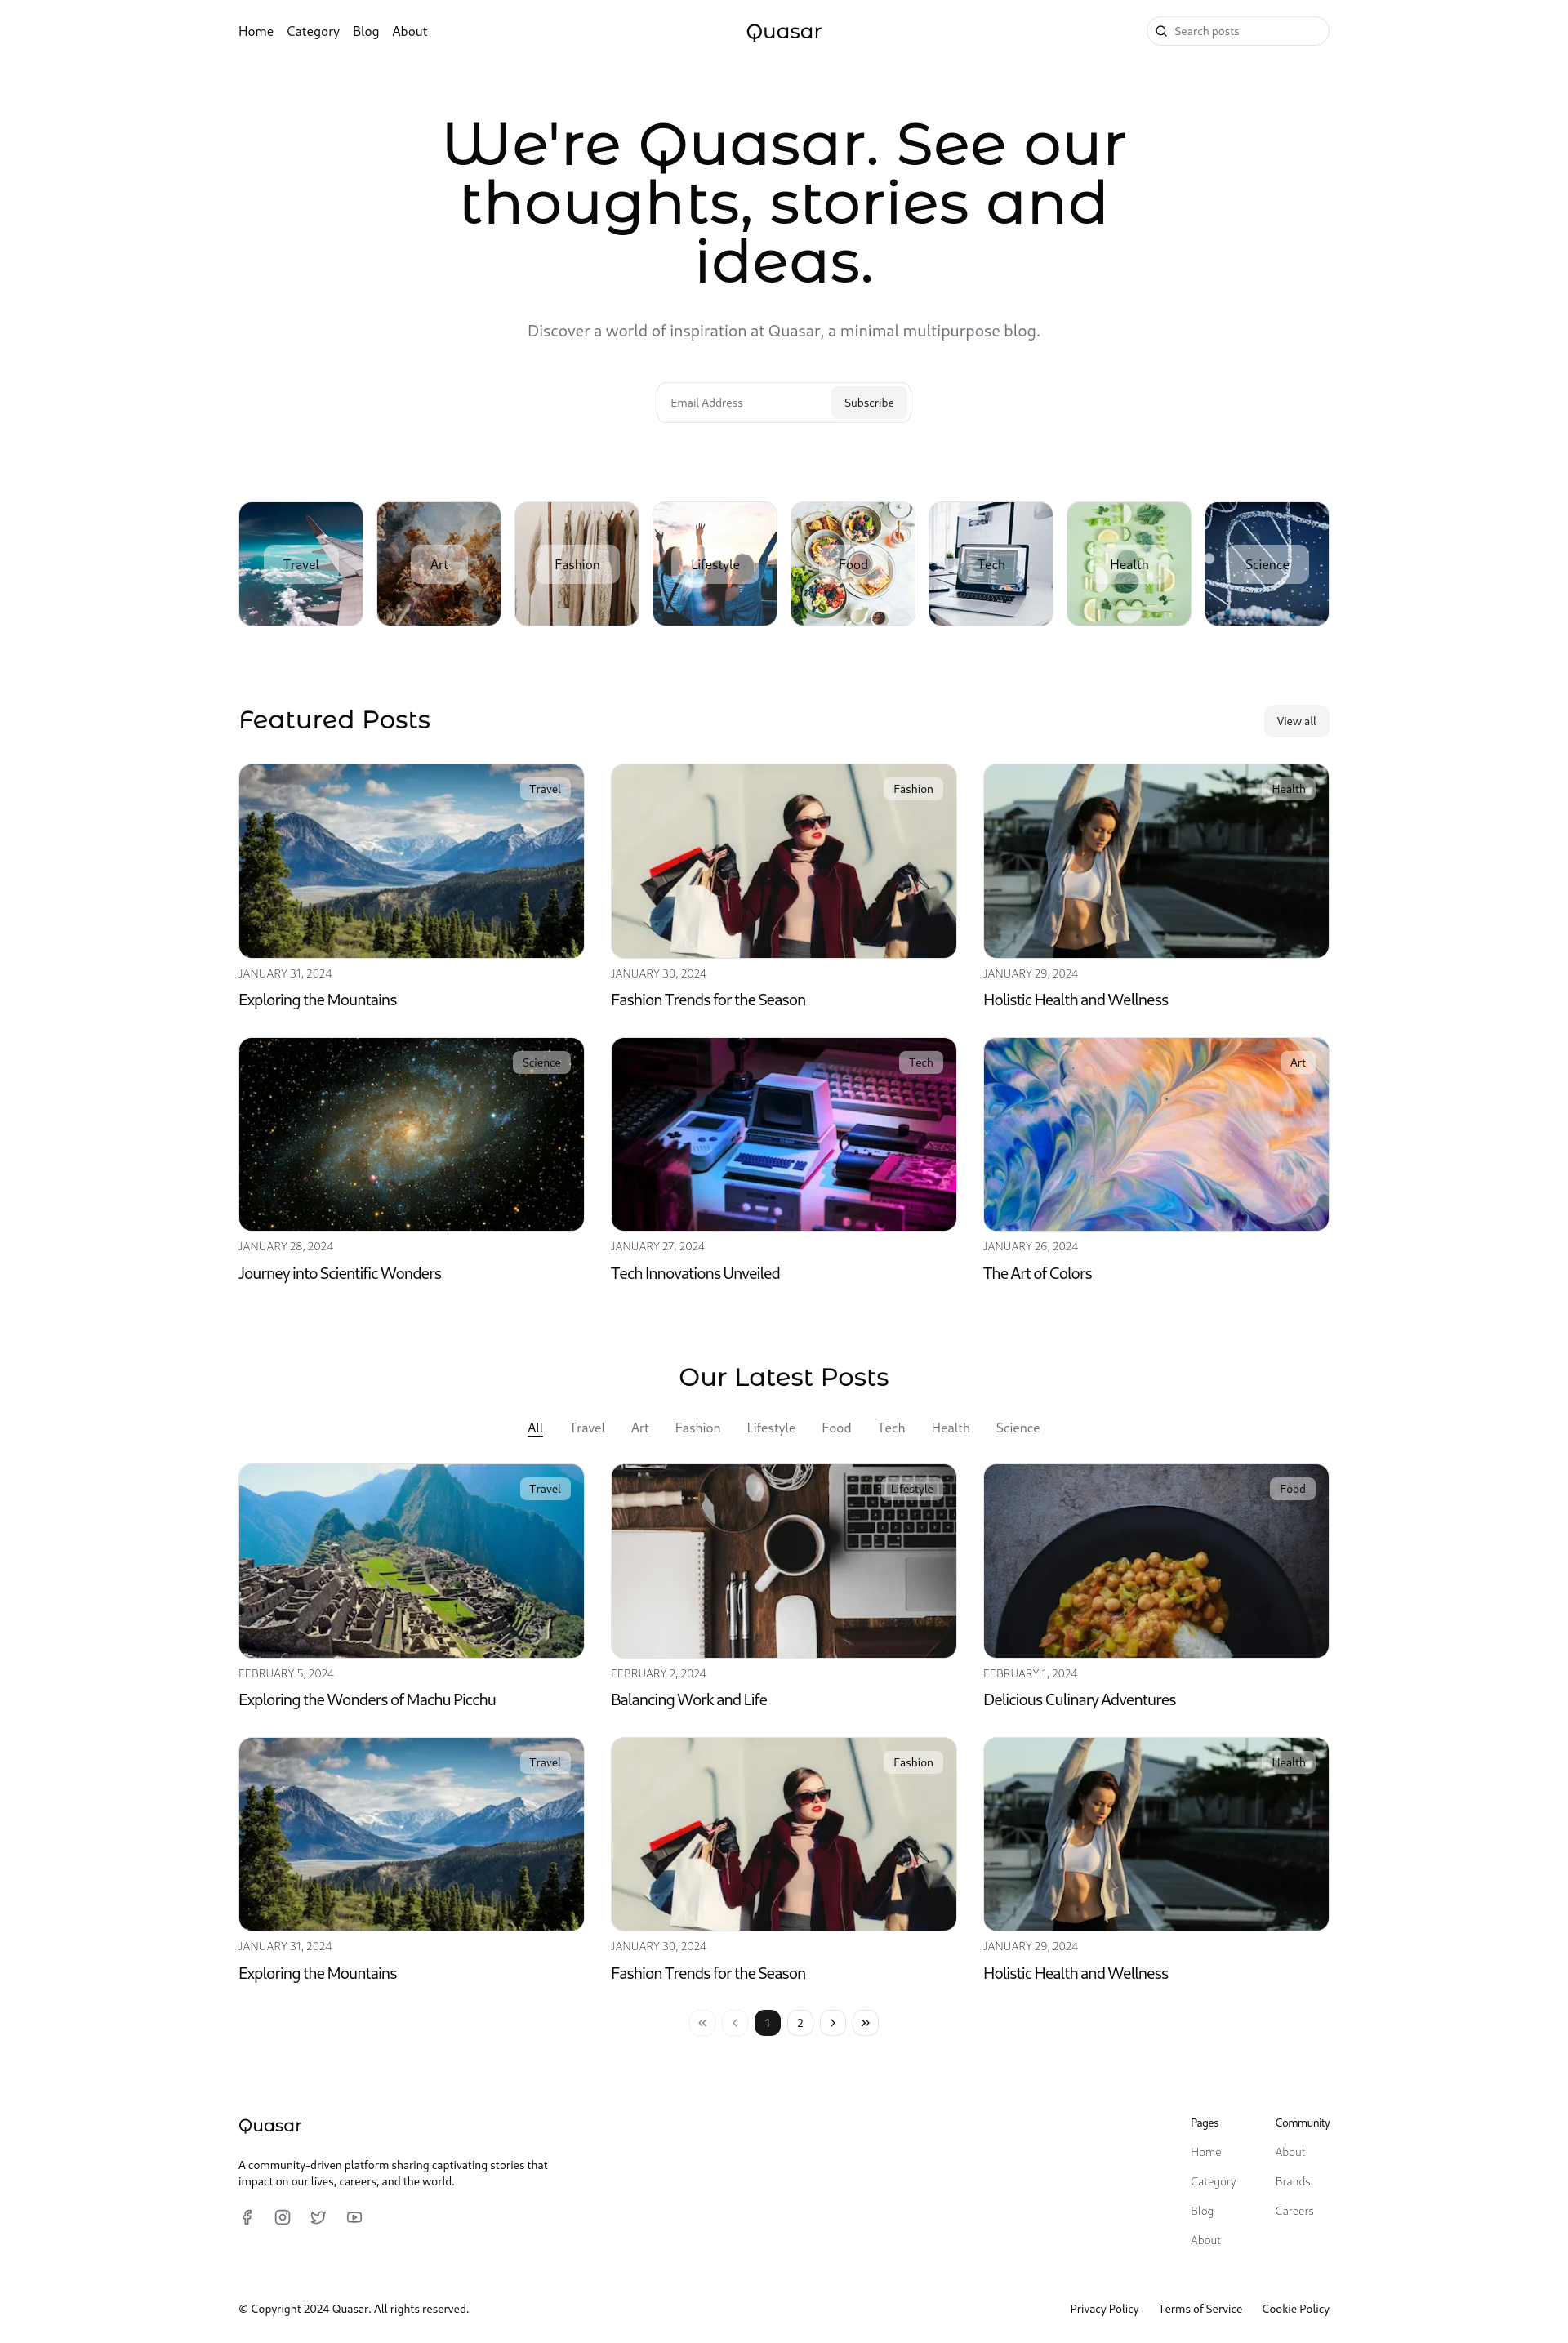 Home Category Blog About
Quasar
Search posts
We're Quasar. See our
thoughts, stories and
ideas.
Discover a world of inspiration at Quasar, a minimal multipurpose blog.
Email Address
Subscribe
Travel
Art
Fashion
Lifestyle
Food
Tech
Health
Science
Featured Posts
View all
Travel
JANUARY 31, 2024
Exploring the Mountains
Fashion
JANUARY 30, 2024
Fashion Trends for the Season
Health
JANUARY 29, 2024
Holistic Health and Wellness
Science
JANUARY 28, 2024
Journey into Scientific Wonders
Tech
JANUARY 27, 2024
Tech Innovations Unveiled
Art
JANUARY 26, 2024
The Art of Colors
Our Latest Posts
All Travel Art Fashion Lifestyle Food Tech Health Science
Travel
FEBRUARY 5, 2024
Exploring the Wonders of Machu Picchu
Lifestyle
FEBRUARY 2, 2024
Balancing Work and Life
Food
FEBRUARY 1, 2024
Delicious Culinary Adventures
Travel
JANUARY 31, 2024
Exploring the Mountains
Fashion
JANUARY 30, 2024
Fashion Trends for the Season
Health
JANUARY 29, 2024
Holistic Health and Wellness
1 2
Quasar
A community-driven platform sharing captivating stories that
impact on our lives, careers, and the world.
Pages
Home
Category
Blog
About
Community
About
Brands
Careers
© Copyright 2024 Quasar. All rights reserved.
Privacy Policy Terms of Service Cookie Policy